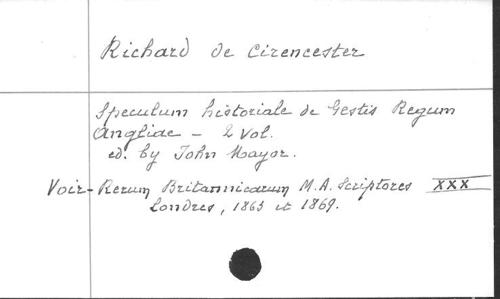 Richard de Cirencester
Speculum historiale de Gestis Regum
Angliae - 2 Vol.
ed. by John Mayor.
Voir - Rerum Britannicarum M.A. Scriptores XXX
Londres, 1863 et 1869.